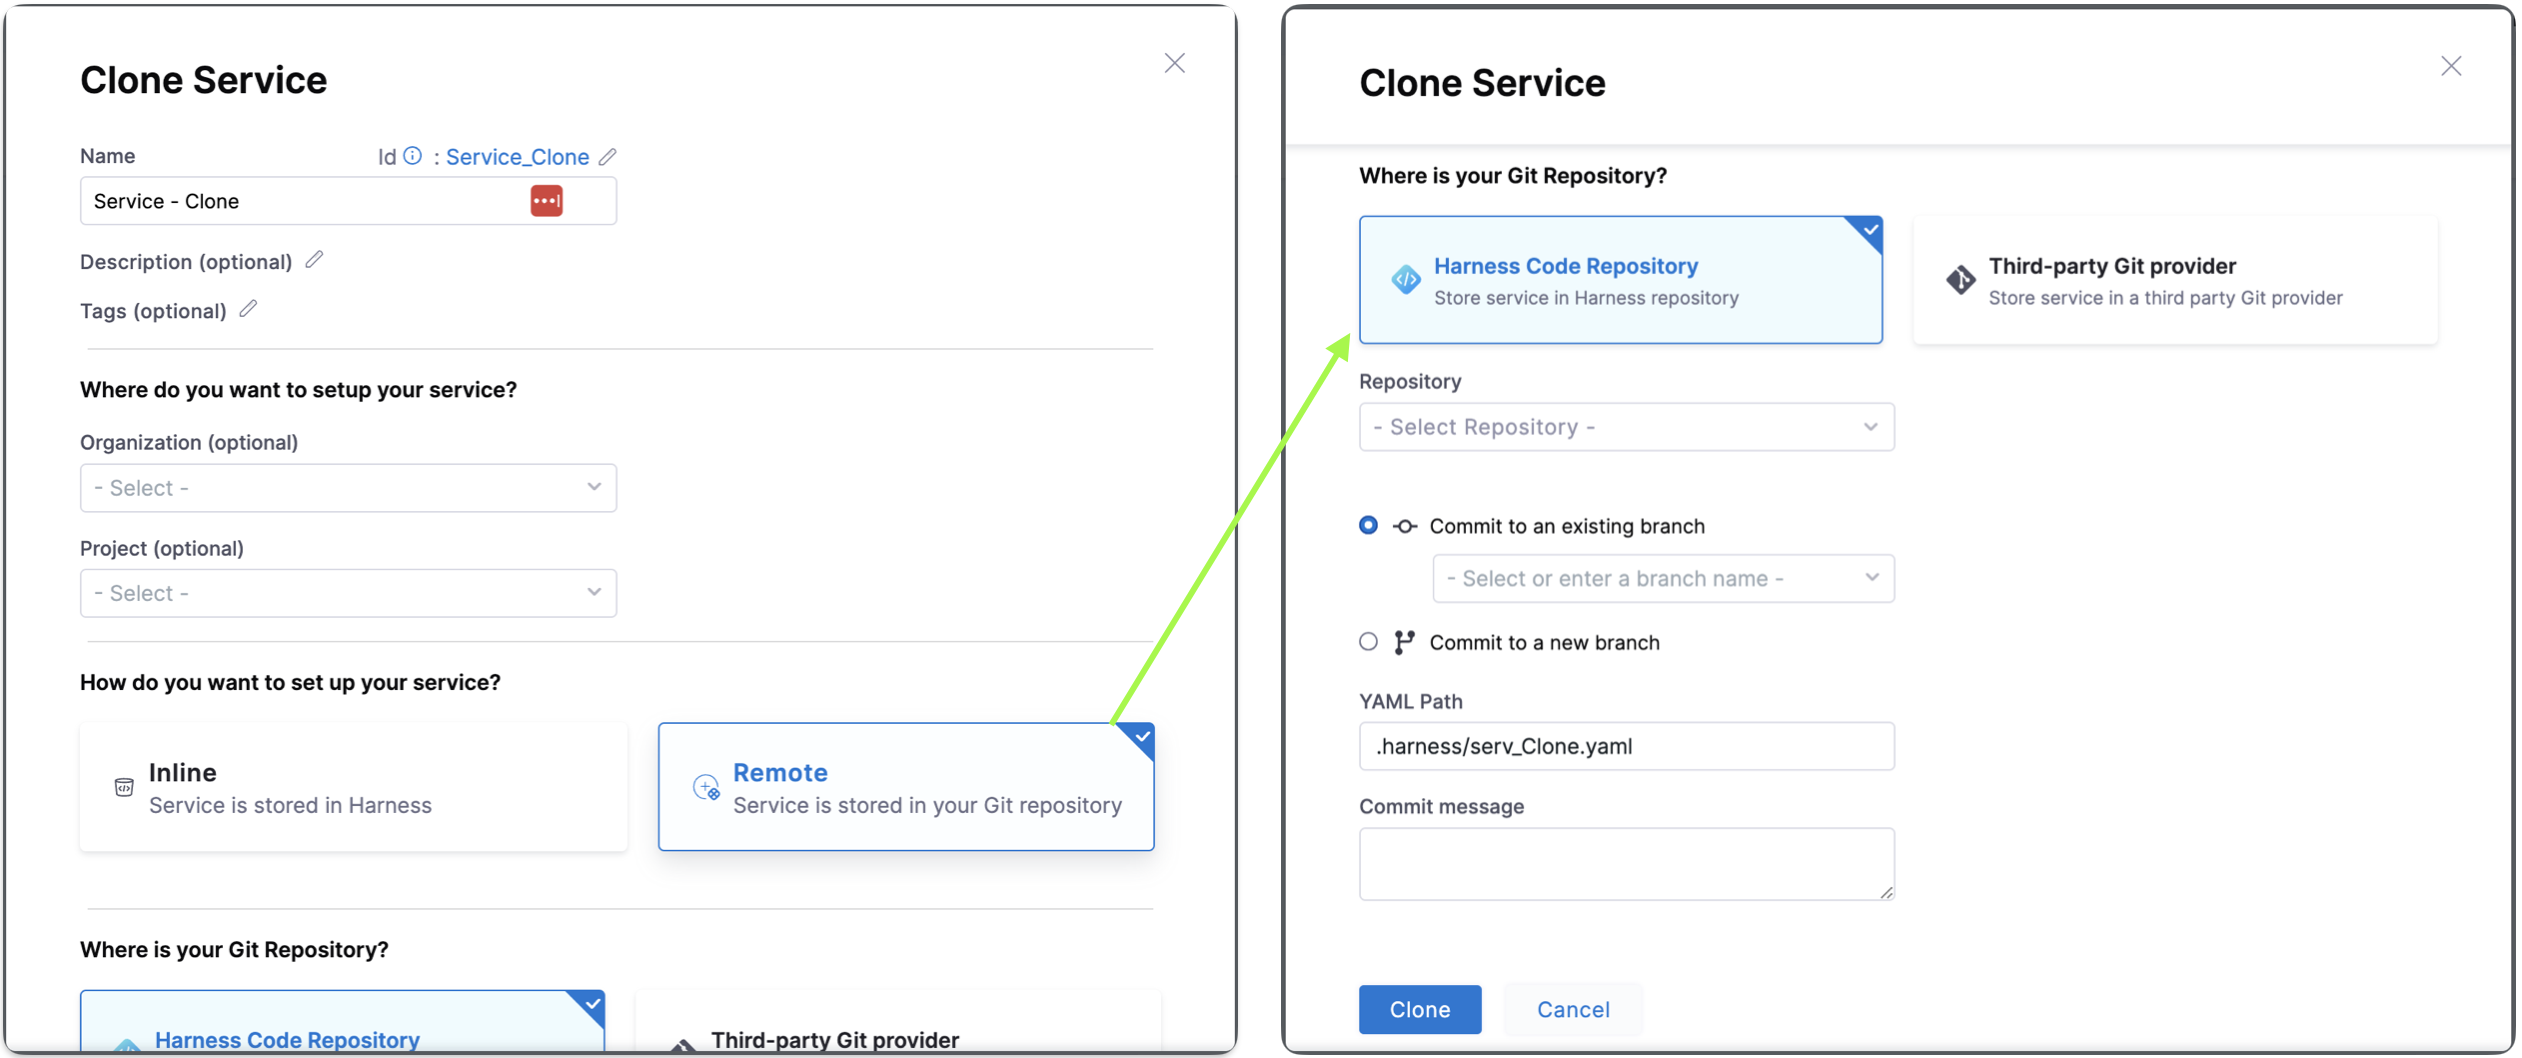 Clone Service
Name
Id : Service_Clone
Service - Clone
Description (optional)
Tags (optional)
Where do you want to setup your service?
Organization (optional)
- Select -
Project (optional)
- Select -
How do you want to set up your service?
Inline
Service is stored in Harness
Remote
Service is stored in your Git repository
Where is your Git Repository?
Harness Code Repository
Third-party Git provider
Clone Service
Where is your Git Repository?
Harness Code Repository
Store service in Harness repository
Third-party Git provider
Store service in a third party Git provider
Repository
- Select Repository -
Commit to an existing branch
- Select or enter a branch name -
Commit to a new branch
YAML Path
.harness/serv_Clone.yaml
Commit message
Clone
Cancel